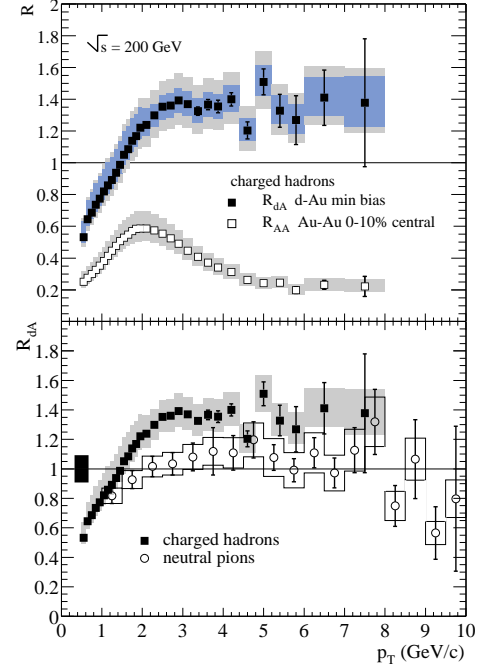 R
1.8
1.6
1.4
1.2
1
0.8
0.6
0.4
0.2
√s = 200 GeV
charged hadrons
R_dA d-Au min bias
R_AA Au-Au 0-10% central
R_dA
1.8
1.6
1.4
1.2
1
0.8
0.6
0.4
0.2
0
charged hadrons
neutral pions
0 1 2 3 4 5 6 7 8 9 10
p_T (GeV/c)